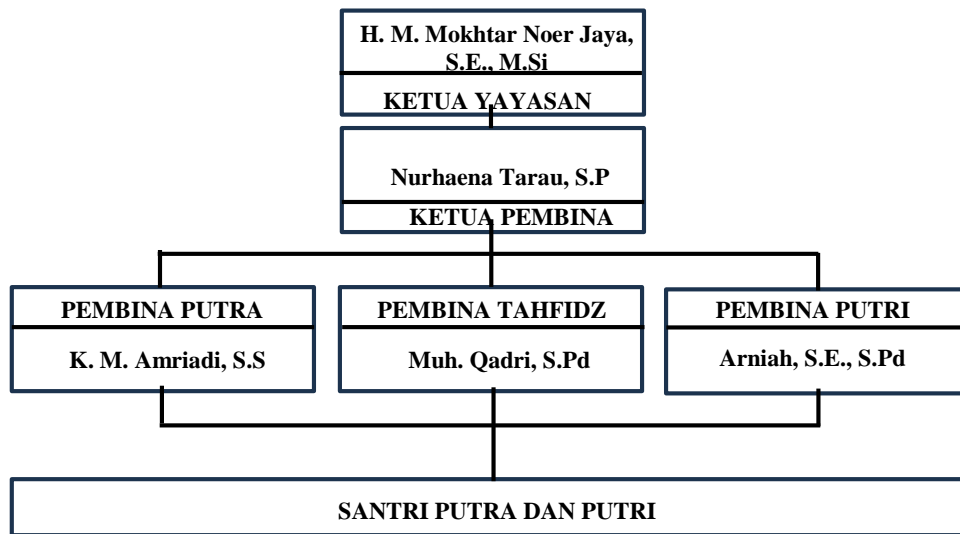 H. M. Mokhtar Noer Jaya,
S.E., M.Si
KETUA YAYASAN
Nurhaena Tarau, S.P
KETUA PEMBINA
PEMBINA PUTRA
K. M. Amriadi, S.S
PEMBINA TAHFIDZ
Muh. Qadri, S.Pd
PEMBINA PUTRI
Arniah, S.E., S.Pd
SANTRI PUTRA DAN PUTRI